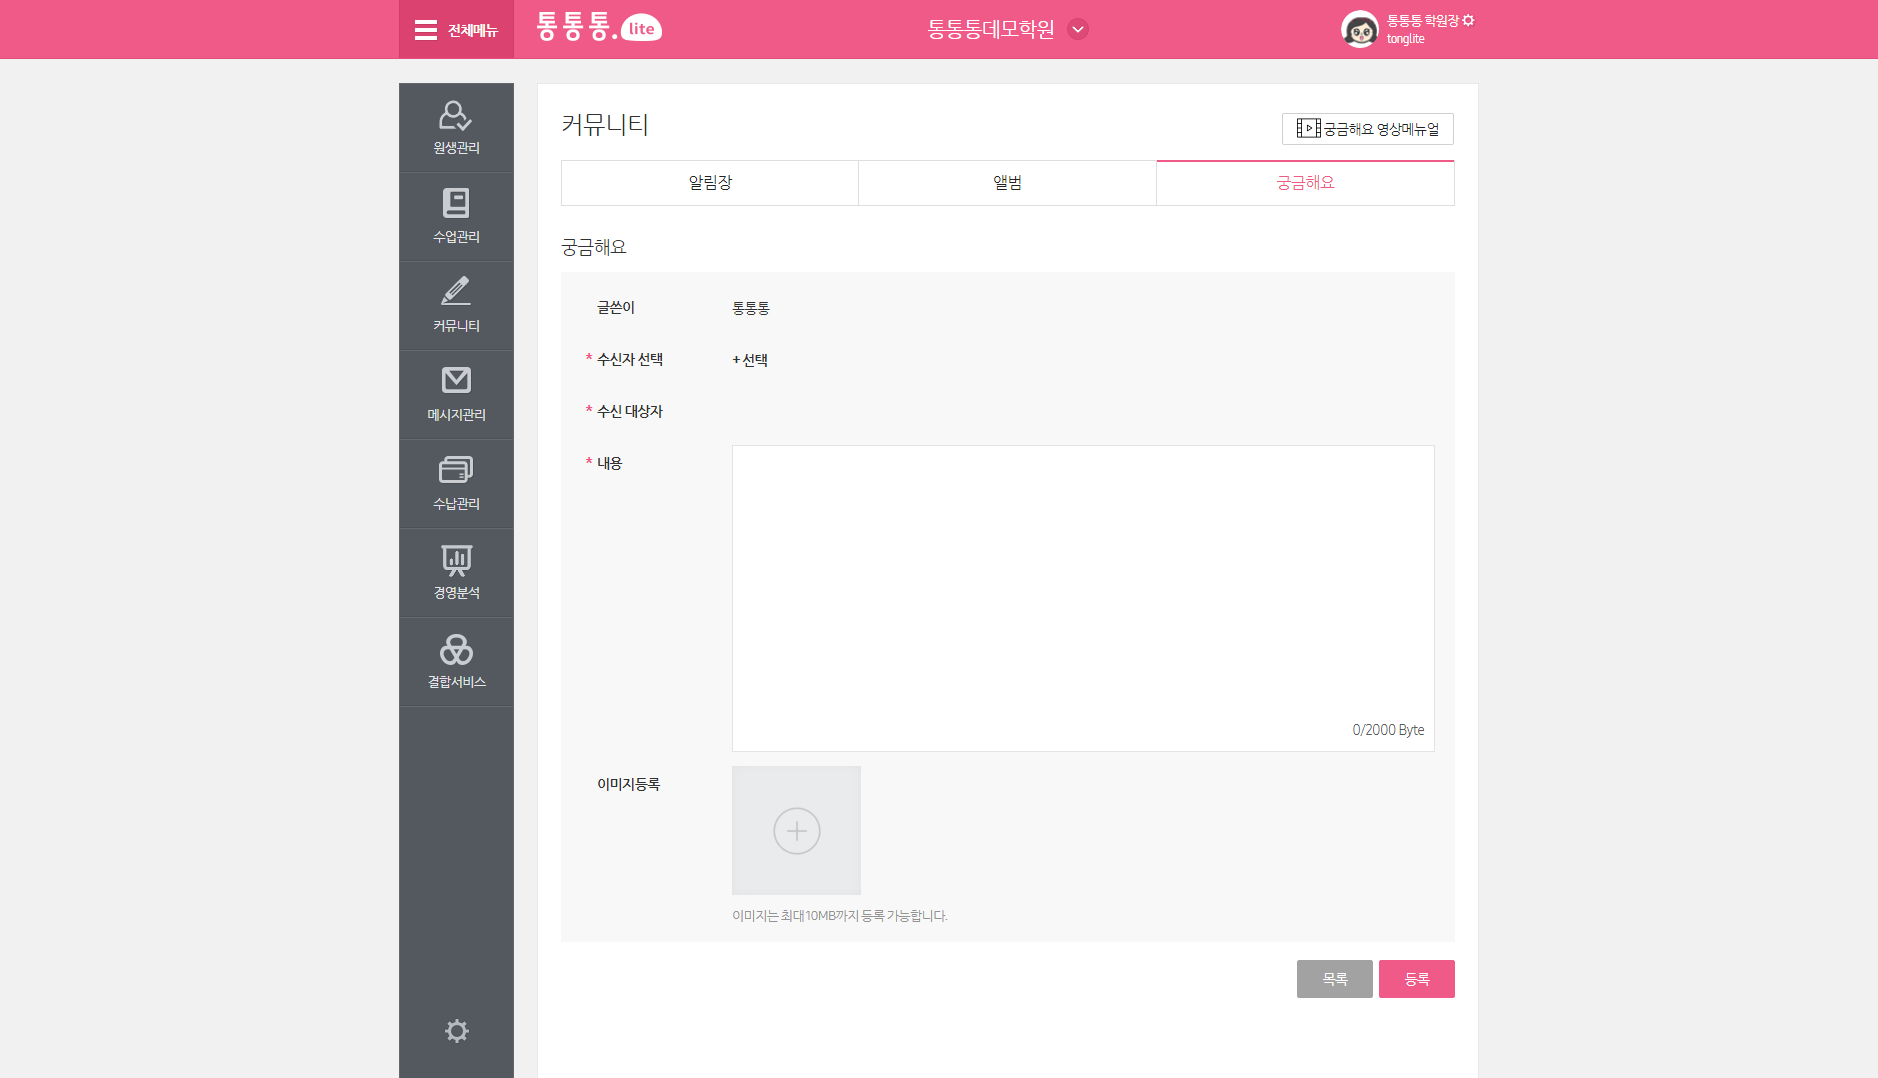 전체메뉴
통통통.lite
통통통데모학원
통통통 학원장
tonglite
원생관리
수업관리
커뮤니티
메시지관리
수납관리
경영분석
결합서비스
커뮤니티
궁금해요 영상메뉴얼
알림장
앨범
궁금해요
궁금해요
글쓴이 통통통
* 수신자 선택 + 선택
* 수신 대상자
* 내용
0/2000 Byte
이미지등록
이미지는 최대 10MB까지 등록 가능합니다.
목록
등록